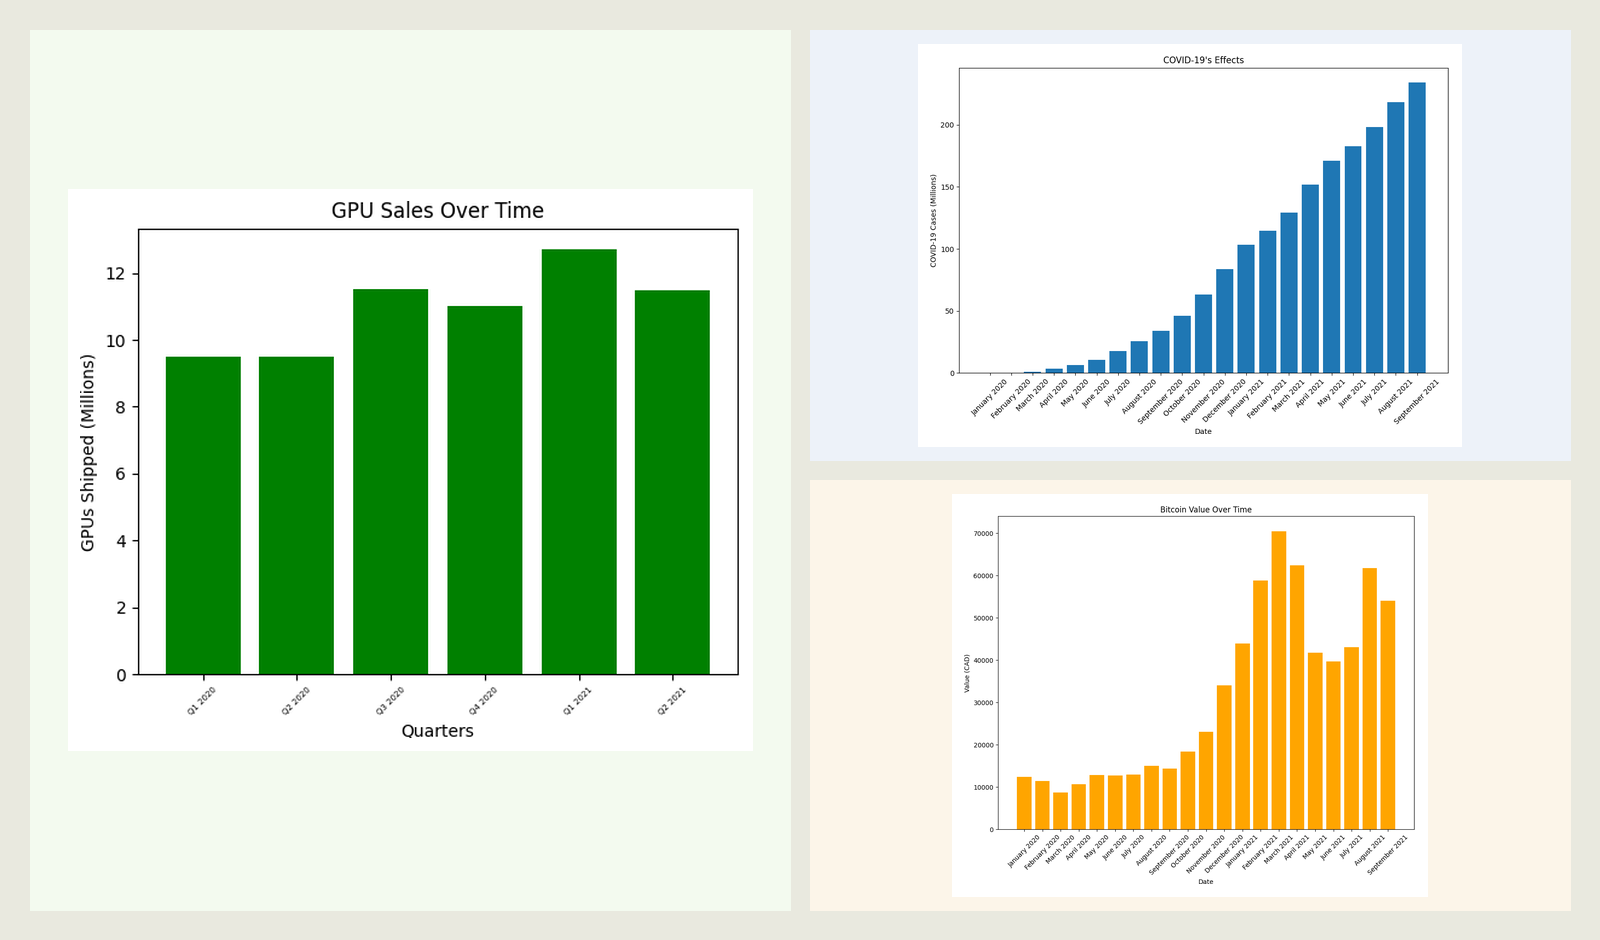 GPU Sales Over Time
GPUs Shipped (Millions)
12
10
8
6
4
2
0
Q1 2020
Q2 2020
Q3 2020
Q4 2020
Q1 2021
Q2 2021
Quarters
COVID-19's Effects
COVID-19 Cases (Millions)
200
150
100
50
0
January 2020
February 2020
March 2020
April 2020
May 2020
June 2020
July 2020
August 2020
September 2020
October 2020
November 2020
December 2020
January 2021
February 2021
March 2021
April 2021
May 2021
June 2021
July 2021
August 2021
September 2021
Date
Bitcoin Value Over Time
Value (CAD)
70000
60000
50000
40000
30000
20000
10000
0
January 2020
February 2020
March 2020
April 2020
May 2020
June 2020
July 2020
August 2020
September 2020
October 2020
November 2020
December 2020
January 2021
February 2021
March 2021
April 2021
May 2021
June 2021
July 2021
August 2021
September 2021
Date